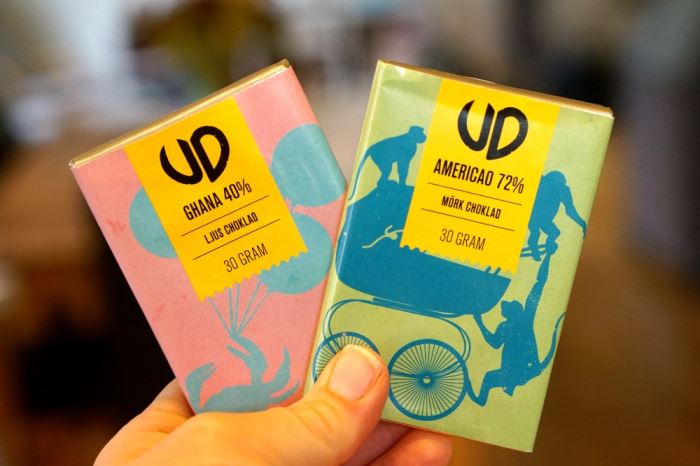 UD
GHANA 40%
LJUS CHOKLAD
30 GRAM
UD
AMERICAO 72%
MÖRK CHOKLAD
30 GRAM